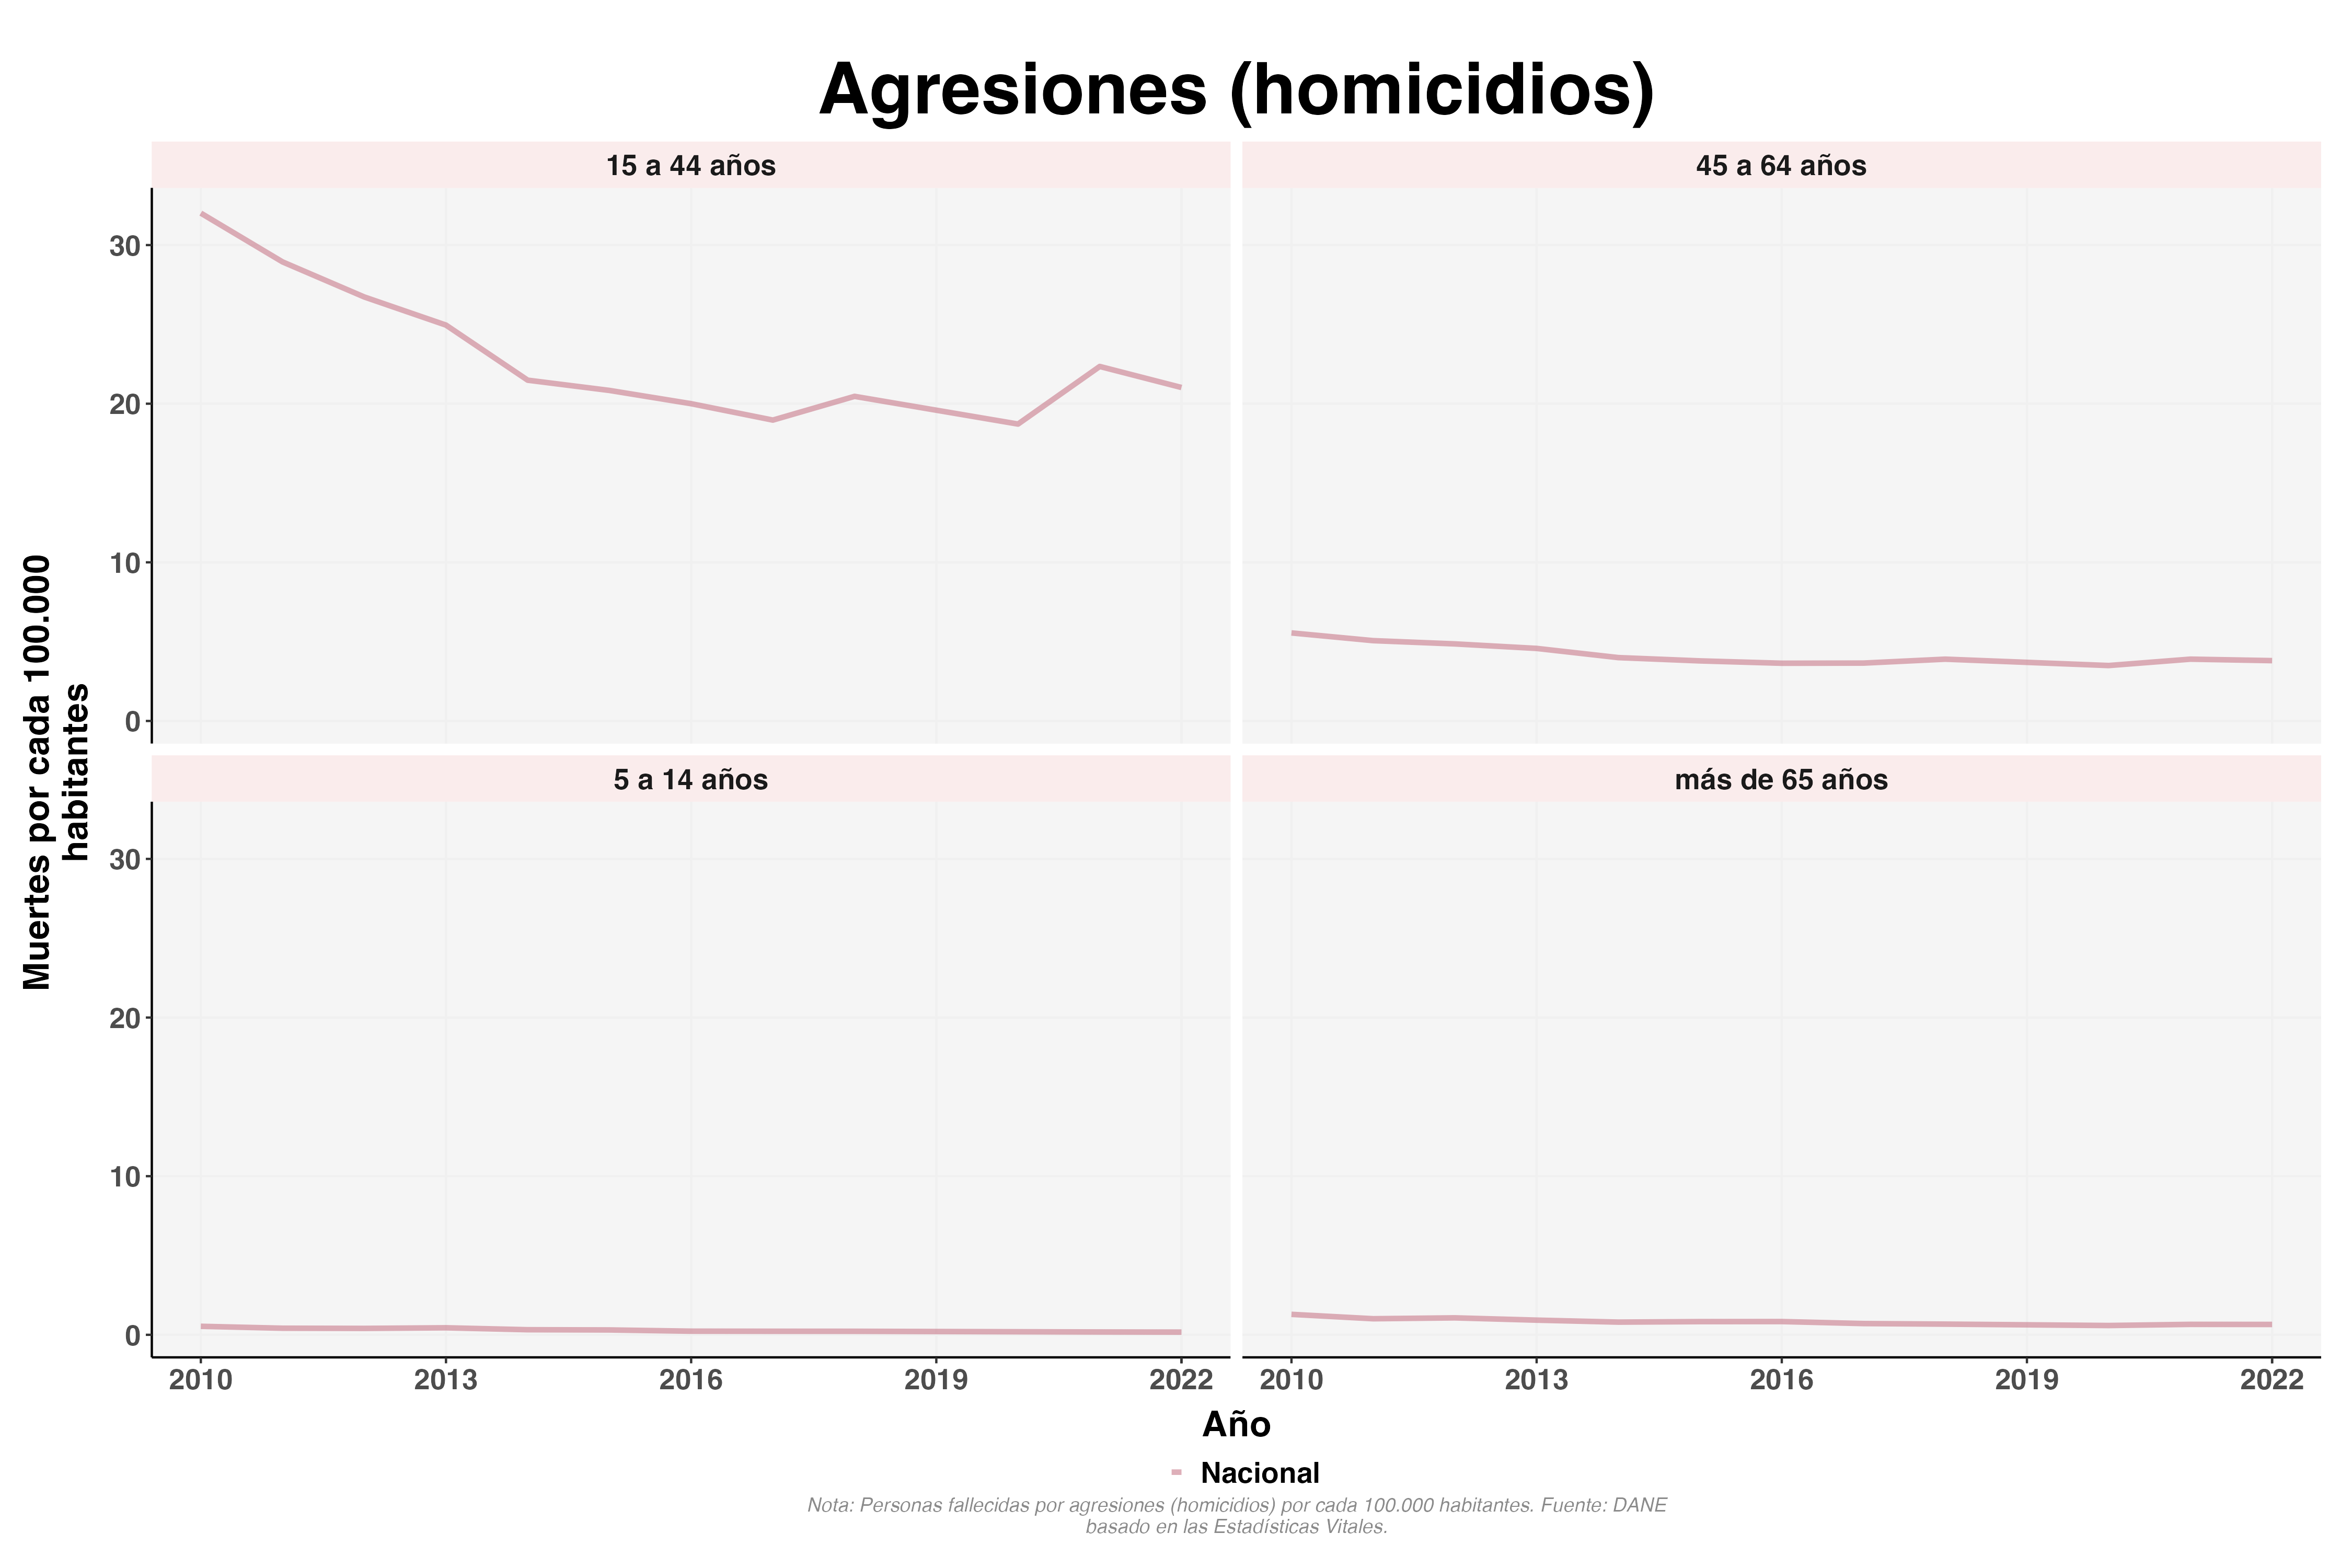 Agresiones (homicidios)
Muertes por cada 100.000
habitantes
15 a 44 años
45 a 64 años
30
20
10
0
5 a 14 años
más de 65 años
30
20
10
0
2010 2013 2016 2019 2022 2010 2013 2016 2019 2022
Año
Nacional
Nota: Personas fallecidas por agresiones (homicidios) por cada 100.000 habitantes. Fuente: DANE
basado en las Estadísticas Vitales.